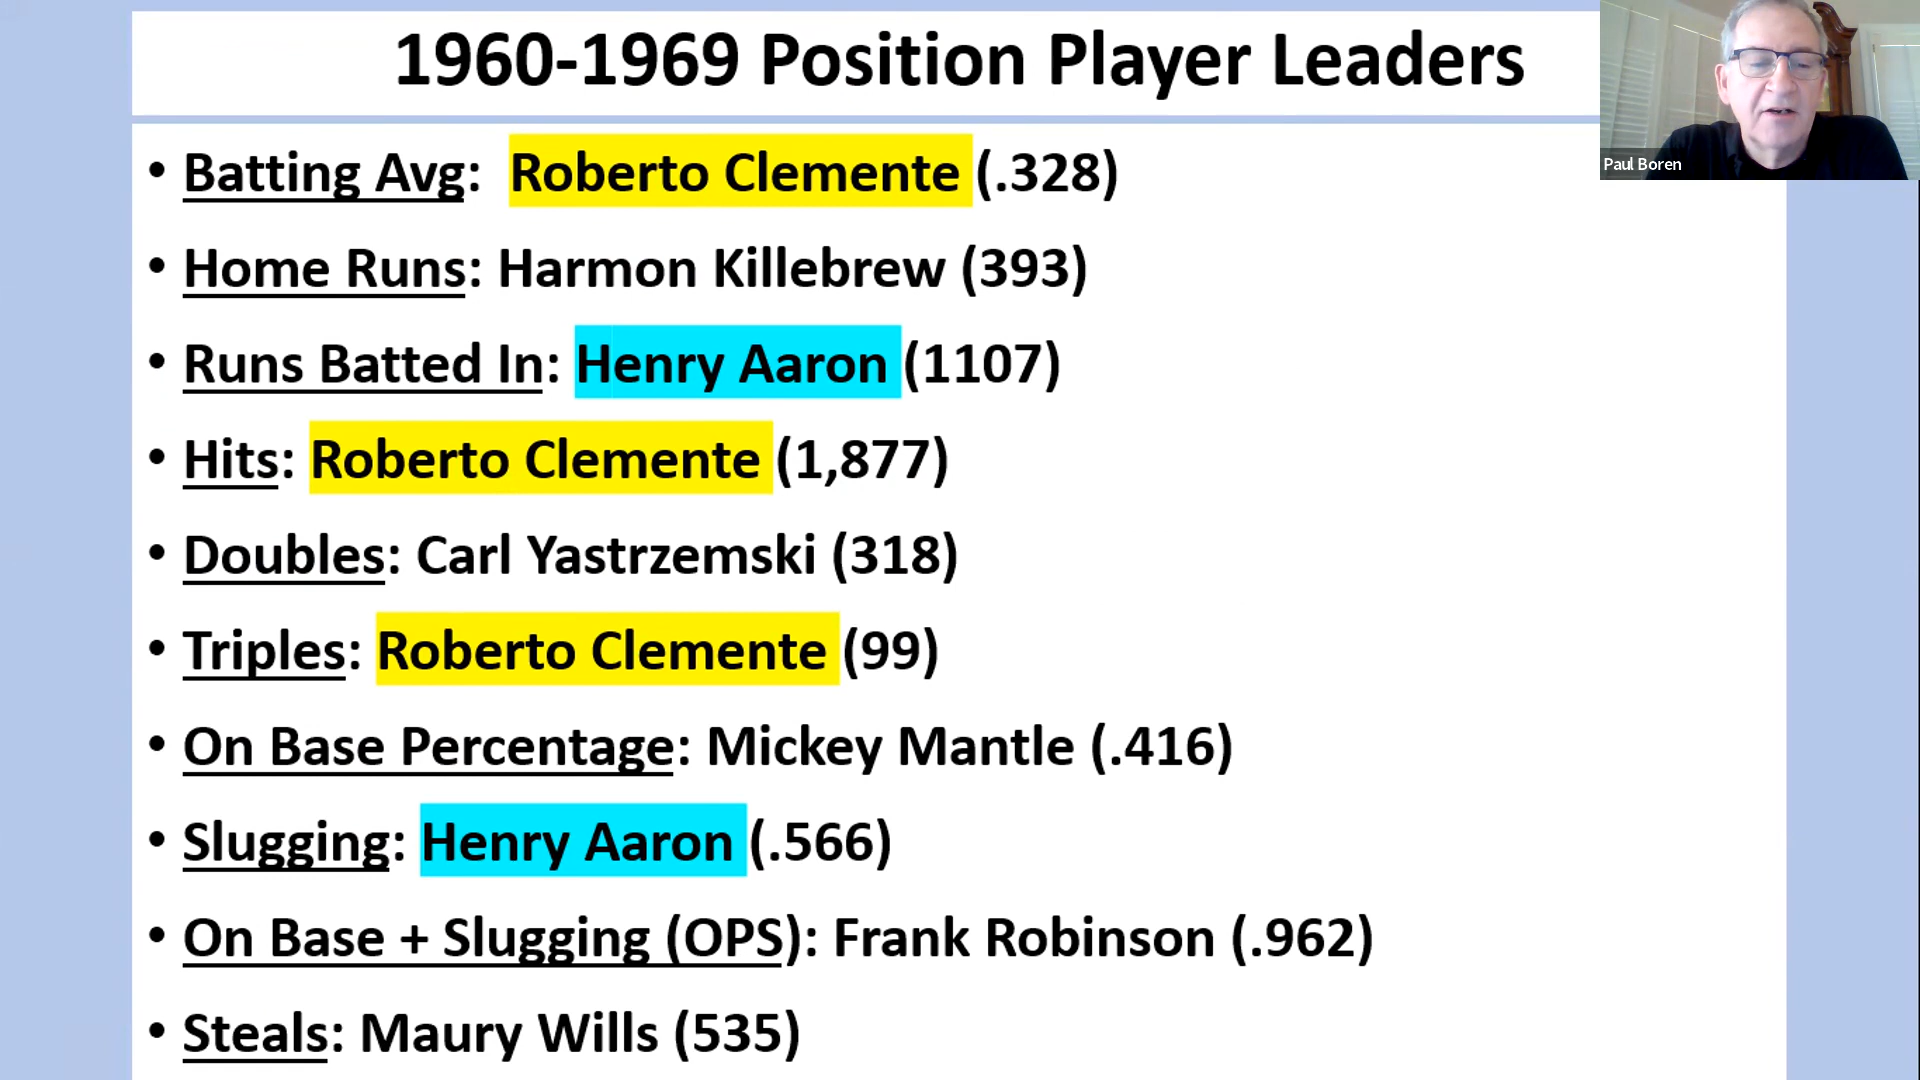 1960-1969 Position Player Leaders
Paul Boren
• Batting Avg: Roberto Clemente (.328)
• Home Runs: Harmon Killebrew (393)
• Runs Batted In: Henry Aaron (1107)
• Hits: Roberto Clemente (1,877)
• Doubles: Carl Yastrzemski (318)
• Triples: Roberto Clemente (99)
• On Base Percentage: Mickey Mantle (.416)
• Slugging: Henry Aaron (.566)
• On Base + Slugging (OPS): Frank Robinson (.962)
• Steals: Maury Wills (535)